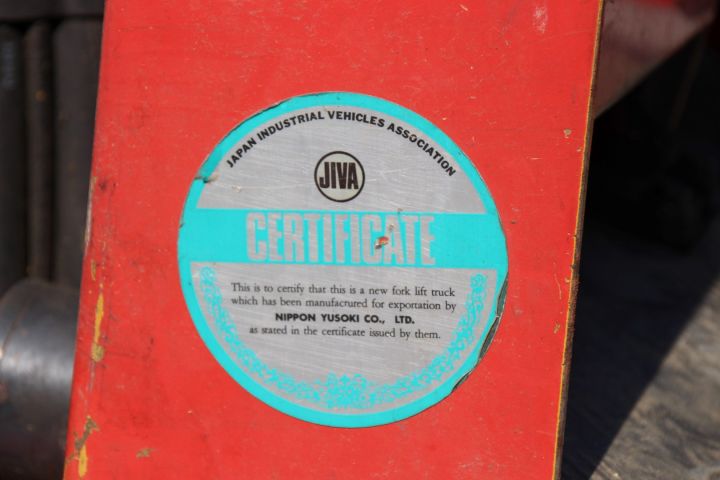 JAPAN INDUSTRIAL VEHICLES ASSOCIATION
JIVA
CERTIFICATE
This is to certify that this is a new fork lift truck
which has been manufactured for exportation by
NIPPON YUSOKI CO., LTD.
as stated in the certificate issued by them.